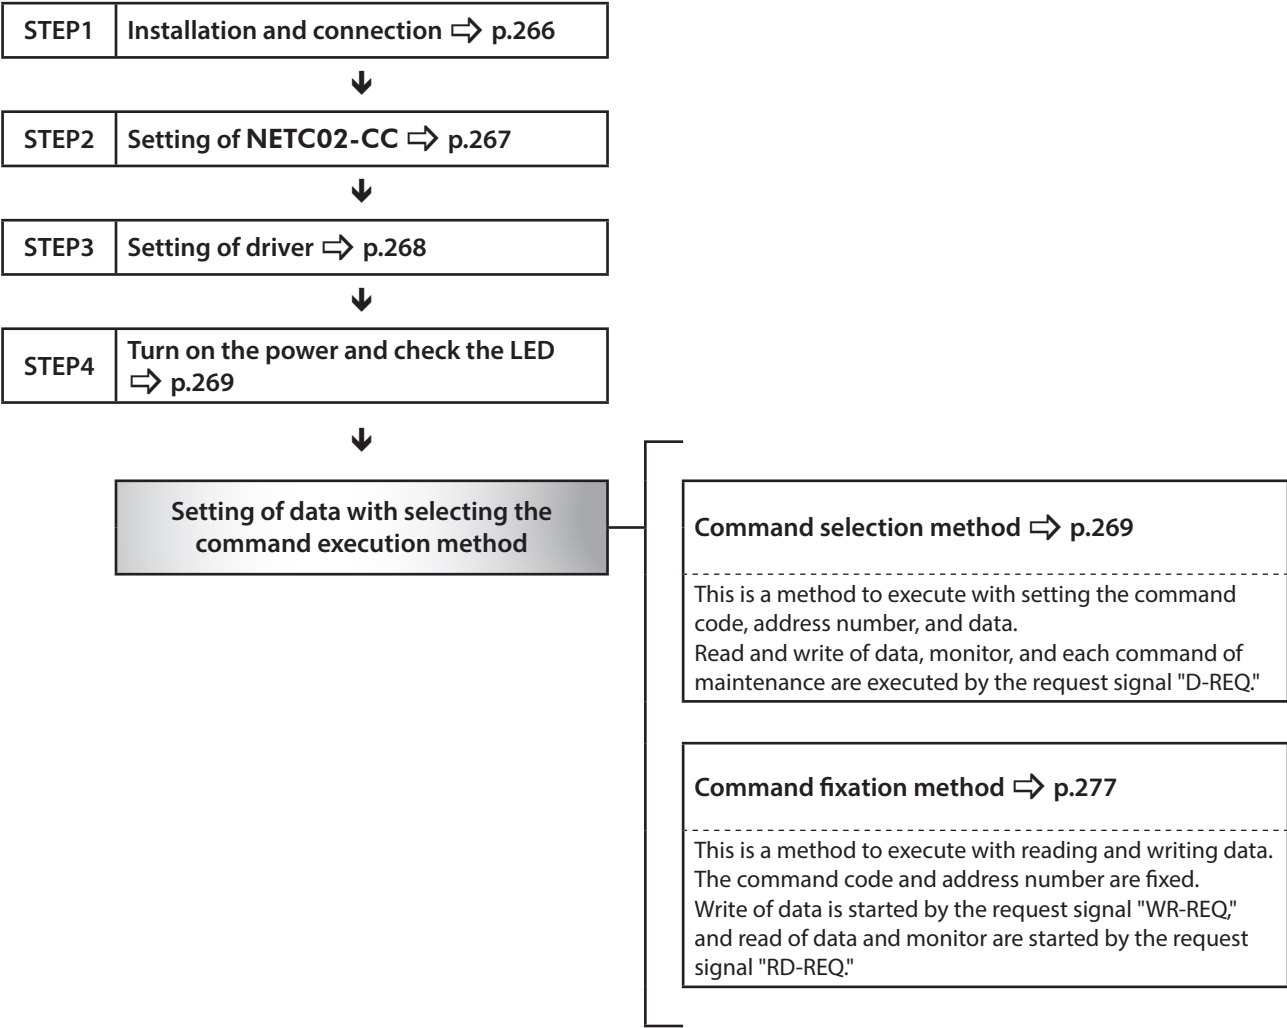 STEP1 Installation and connection ⇨ p.266
STEP2 Setting of NETC02-CC ⇨ p.267
STEP3 Setting of driver ⇨ p.268
STEP4 Turn on the power and check the LED
⇨ p.269
Setting of data with selecting the
command execution method
Command selection method ⇨ p.269
This is a method to execute with setting the command
code, address number, and data.
Read and write of data, monitor, and each command of
maintenance are executed by the request signal "D-REQ."
Command fixation method ⇨ p.277
This is a method to execute with reading and writing data.
The command code and address number are fixed.
Write of data is started by the request signal "WR-REQ,"
and read of data and monitor are started by the request
signal "RD-REQ."